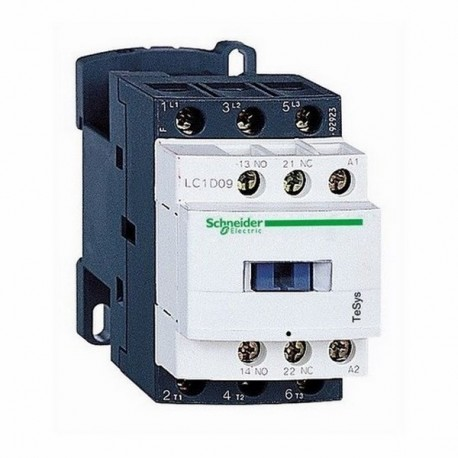 1 L1 3 L2 5 L3
F
-92923
13 NO 21 NC A1
LC1D09
Schneider
Electric
TeSys
14 NO 22 NC A2
2 T1 4 T2 6 T3